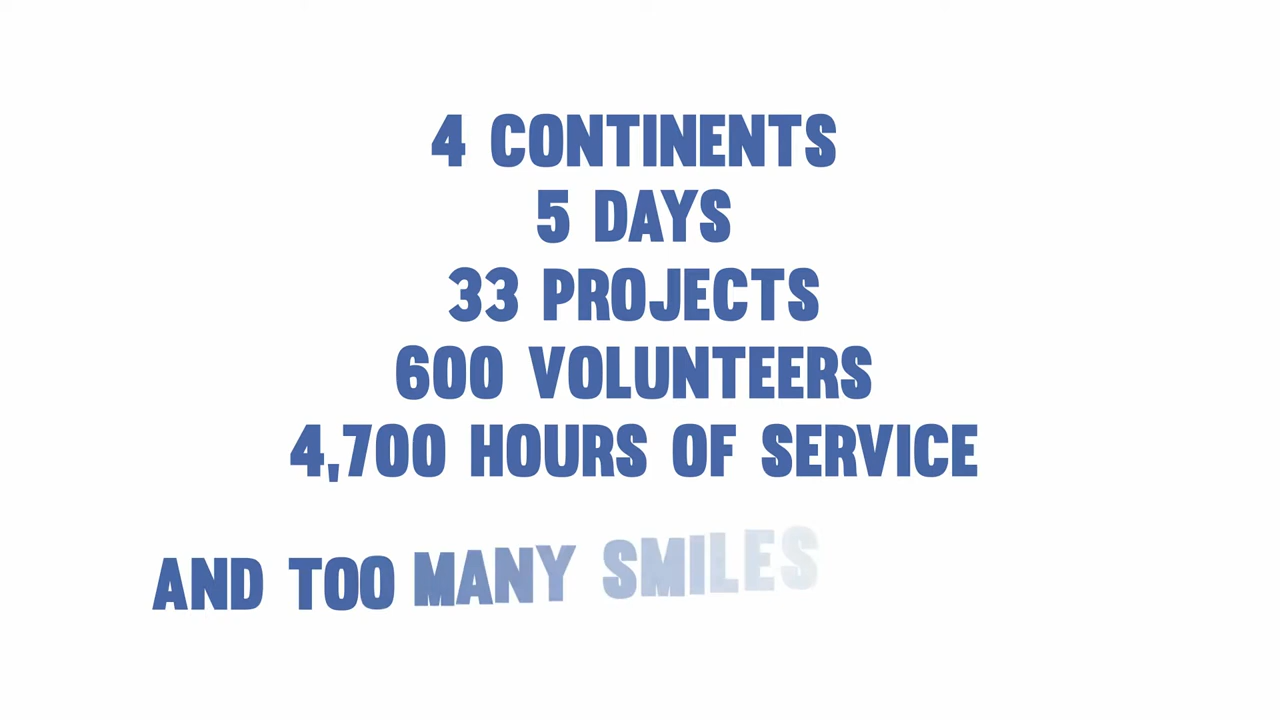 4 CONTINENTS
5 DAYS
33 PROJECTS
600 VOLUNTEERS
4,700 HOURS OF SERVICE
AND TOO MANY SMILES